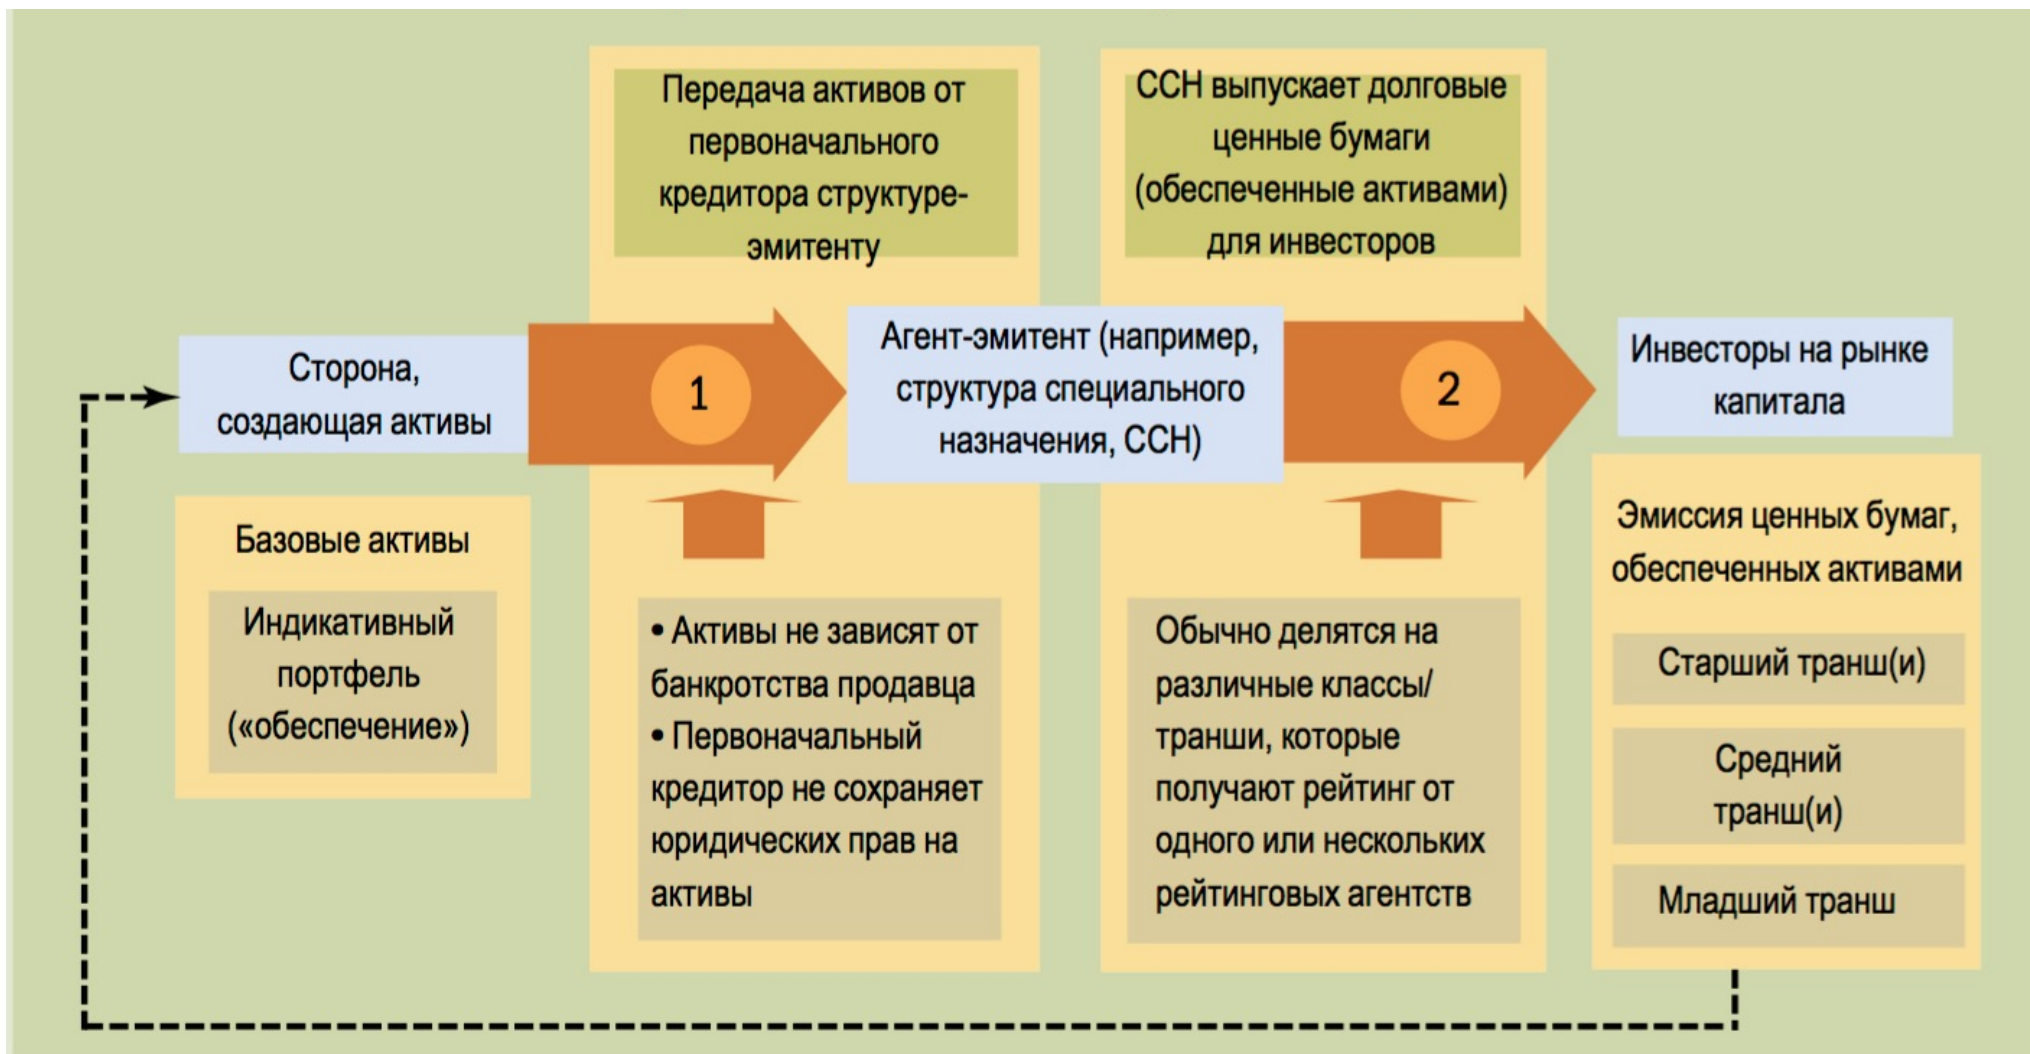 Передача активов от
первоначального
кредитора структуре-
эмитенту
ССН выпускает долговые
ценные бумаги
(обеспеченные активами)
для инвесторов
Сторона,
создающая активы
1
Агент-эмитент (например,
структура специального
назначения, ССН)
2
Инвесторы на рынке
капитала
Базовые активы
Индикативный
портфель
(«обеспечение»)
• Активы не зависят от
банкротства продавца
• Первоначальный
кредитор не сохраняет
юридических прав на
активы
Обычно делятся на
различные классы/
транши, которые
получают рейтинг от
одного или нескольких
рейтинговых агентств
Эмиссия ценных бумаг,
обеспеченных активами
Старший транш(и)
Средний
транш(и)
Младший транш